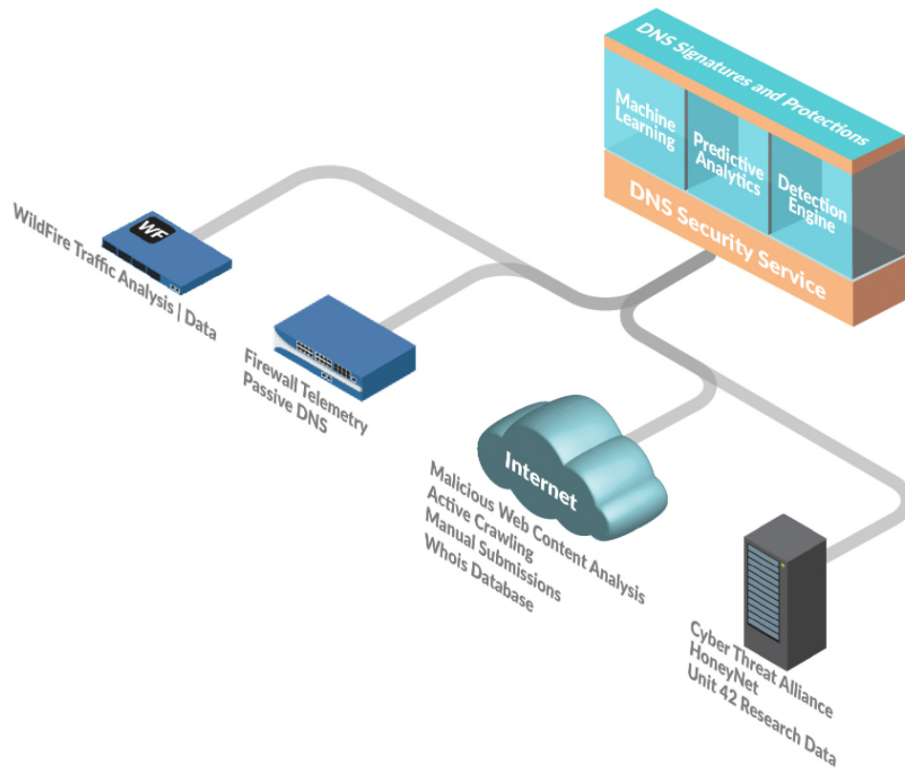 DNS Signatures and Protections
Machine
Learning
Predictive
Analytics
Detection
Engine
DNS Security Service
WF
WildFire Traffic Analysis | Data
Firewall Telemetry
Passive DNS
Internet
Malicious Web Content Analysis
Active Crawling
Manual Submissions
Whois Database
Cyber Threat Alliance
HoneyNet
Unit 42 Research Data